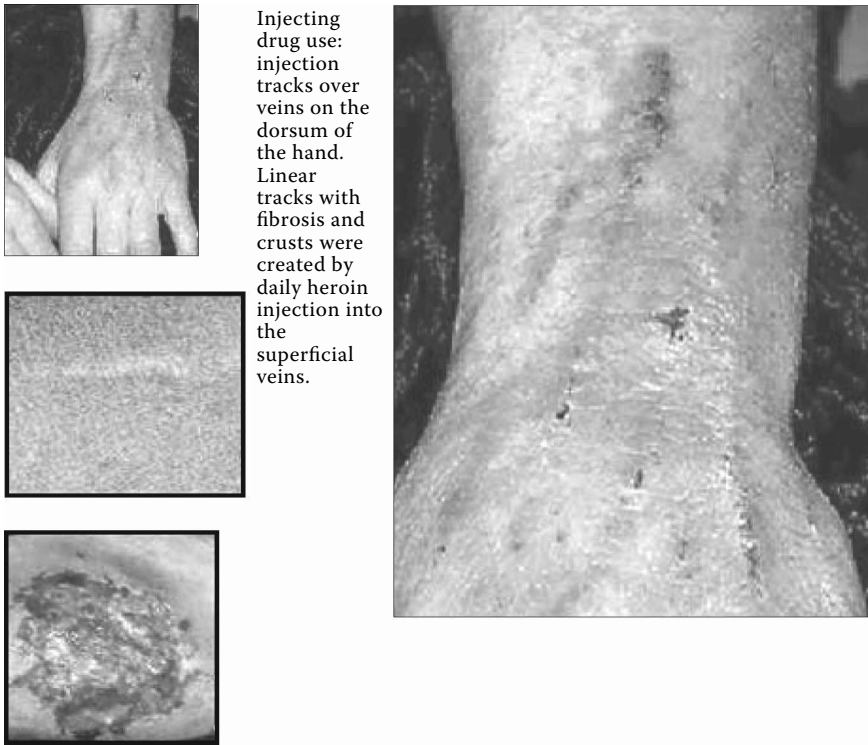 Injecting
drug use:
injection
tracks over
veins on the
dorsum of
the hand.
Linear
tracks with
fibrosis and
crusts were
created by
daily heroin
injection into
the
superficial
veins.